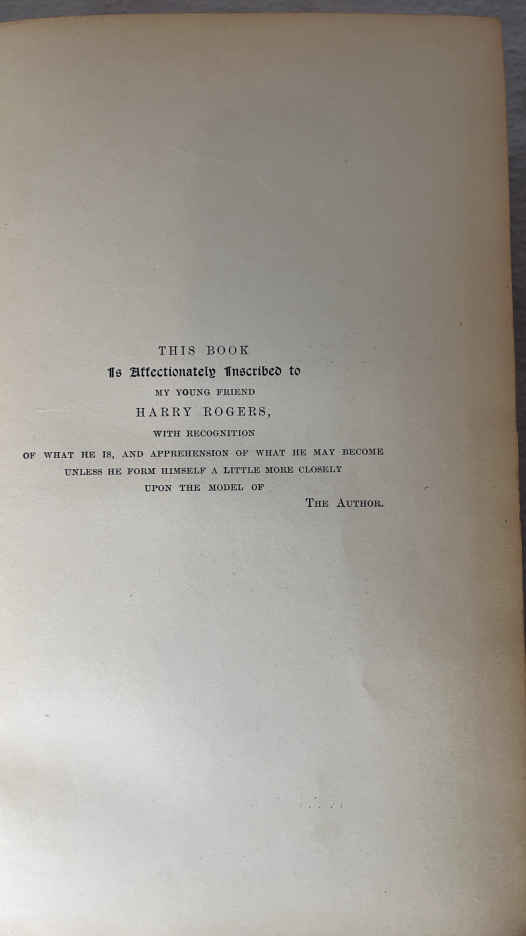 THIS BOOK
Is Affectionately Inscribed to
MY YOUNG FRIEND
HARRY ROGERS,
WITH RECOGNITION
OF WHAT HE IS, AND APPREHENSION OF WHAT HE MAY BECOME
UNLESS HE FORM HIMSELF A LITTLE MORE CLOSELY
UPON THE MODEL OF
THE AUTHOR.